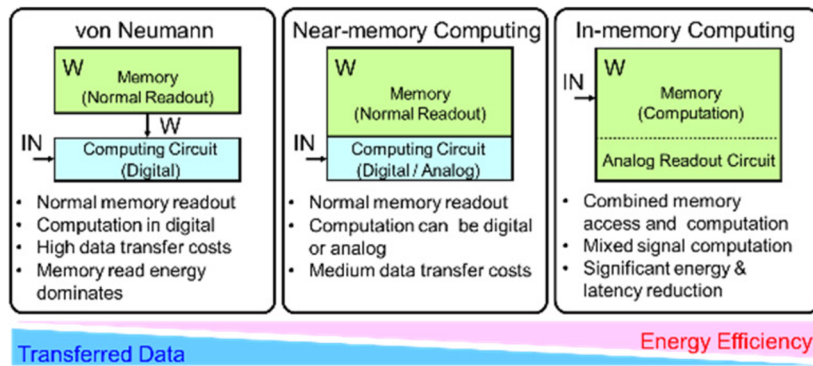 von Neumann
W
Memory
(Normal Readout)
W
IN
Computing Circuit
(Digital)
• Normal memory readout
• Computation in digital
• High data transfer costs
• Memory read energy
dominates
Near-memory Computing
W
Memory
(Normal Readout)
IN
Computing Circuit
(Digital / Analog)
• Normal memory readout
• Computation can be digital
or analog
• Medium data transfer costs
In-memory Computing
W
IN
Memory
(Computation)
Analog Readout Circuit
• Combined memory
access and computation
• Mixed signal computation
• Significant energy &
latency reduction
Energy Efficiency
Transferred Data